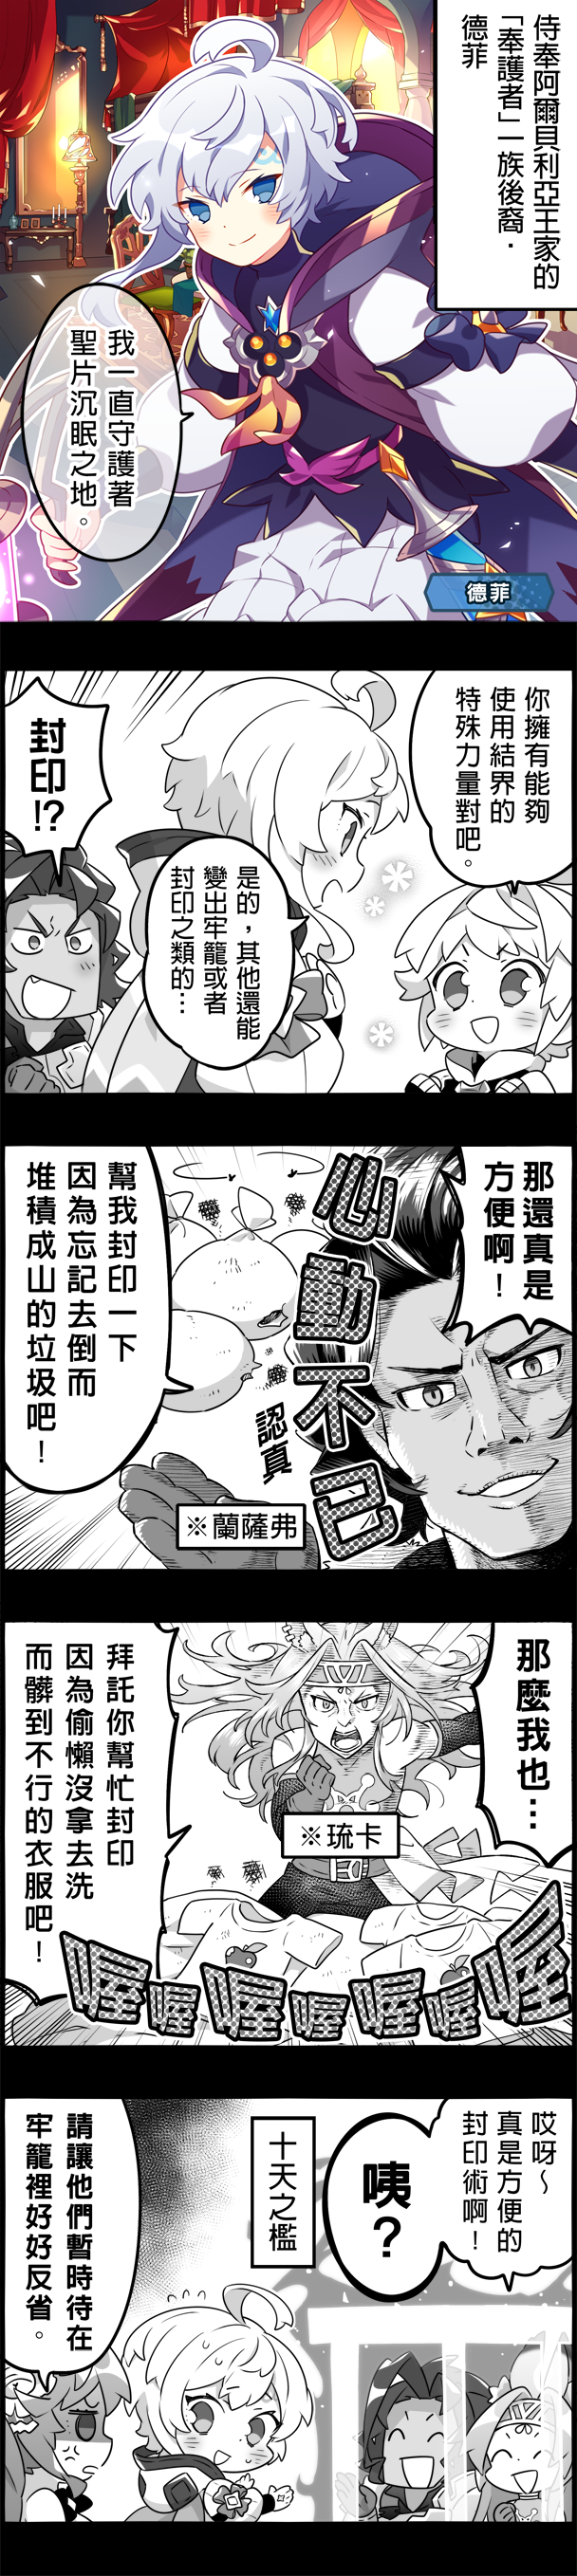 侍奉阿爾貝利亞王家的
「奉護者」一族後裔．
德菲
我一直守護著
聖片沉眠之地。
德菲
你擁有能夠
使用結界的
特殊力量對吧。
是的，其他還能
變出牢籠或者
封印之類的…
封印!?
那還真是
方便啊！
心動不已
認真
※蘭薩弗
幫我封印一下
因為忘記去倒而
堆積成山的垃圾吧！
那麼我也…
※琉卡
拜託你幫忙封印
因為偷懶沒拿去洗
而髒到不行的衣服吧！
喔喔喔喔喔喔喔
哎呀～
真是方便的
封印術啊！
咦？
十天之檻
請讓他們暫時待在
牢籠裡好好反省。